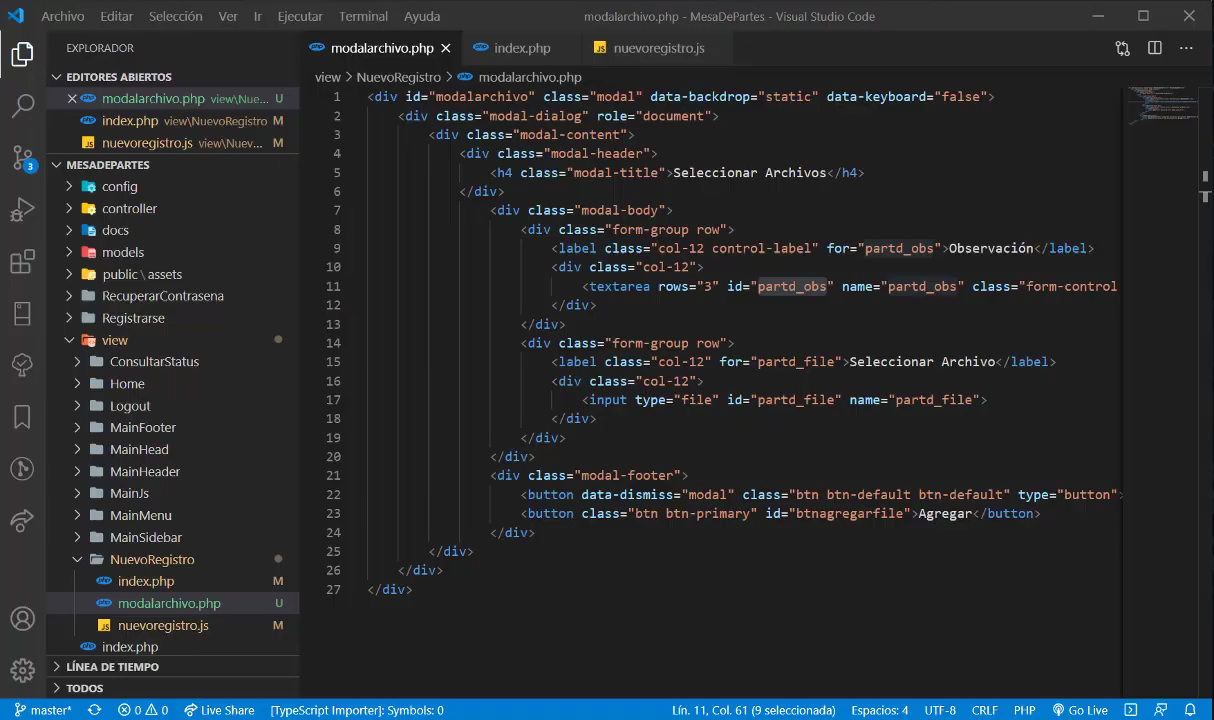 Archivo Editar Selección Ver Ir Ejecutar Terminal Ayuda modalarchivo.php - MesaDePartes - Visual Studio Code
EXPLORADOR
EDITORES ABIERTOS
modalarchivo.php view\Nue... U
index.php view\NuevoRegistro M
nuevoregistro.js view\Nuev... M
MESADEPARTES
config
controller
docs
models
public\assets
RecuperarContrasena
Registrarse
view
ConsultarStatus
Home
Logout
MainFooter
MainHead
MainHeader
MainJs
MainMenu
MainSidebar
NuevoRegistro
index.php M
modalarchivo.php U
nuevoregistro.js M
index.php
LÍNEA DE TIEMPO
TODOS
3
modalarchivo.php index.php nuevoregistro.js
view > NuevoRegistro > modalarchivo.php
1 <div id="modalarchivo" class="modal" data-backdrop="static" data-keyboard="false">
2 <div class="modal-dialog" role="document">
3 <div class="modal-content">
4 <div class="modal-header">
5 <h4 class="modal-title">Seleccionar Archivos</h4>
6 </div>
7 <div class="modal-body">
8 <div class="form-group row">
9 <label class="col-12 control-label" for="partd_obs">Observación</label>
10 <div class="col-12">
11 <textarea rows="3" id="partd_obs" name="partd_obs" class="form-control
12 </div>
13 </div>
14 <div class="form-group row">
15 <label class="col-12" for="partd_file">Seleccionar Archivo</label>
16 <div class="col-12">
17 <input type="file" id="partd_file" name="partd_file">
18 </div>
19 </div>
20 </div>
21 <div class="modal-footer">
22 <button data-dismiss="modal" class="btn btn-default btn-default" type="button">
23 <button class="btn btn-primary" id="btnagregarfile">Agregar</button>
24 </div>
25 </div>
26 </div>
27 </div>
master* 0 0 Live Share [TypeScript Importer]: Symbols: 0 Lín. 11, Col. 61 (9 seleccionada) Espacios: 4 UTF-8 CRLF PHP Go Live